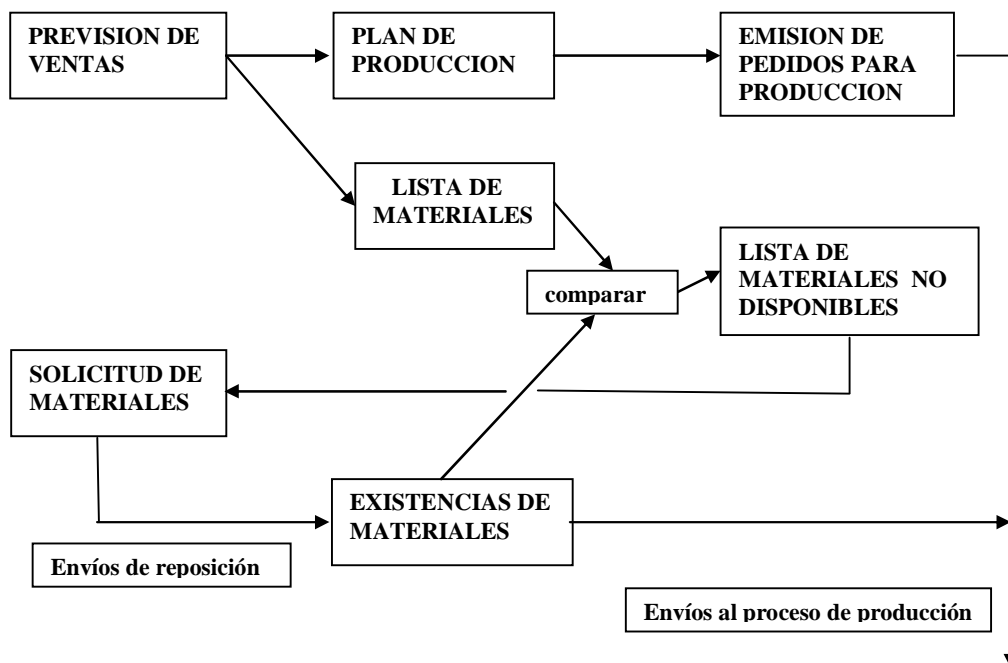 PREVISION DE
VENTAS
PLAN DE
PRODUCCION
EMISION DE
PEDIDOS PARA
PRODUCCION
LISTA DE
MATERIALES
comparar
LISTA DE
MATERIALES NO
DISPONIBLES
SOLICITUD DE
MATERIALES
EXISTENCIAS DE
MATERIALES
Envíos de reposición
Envíos al proceso de producción